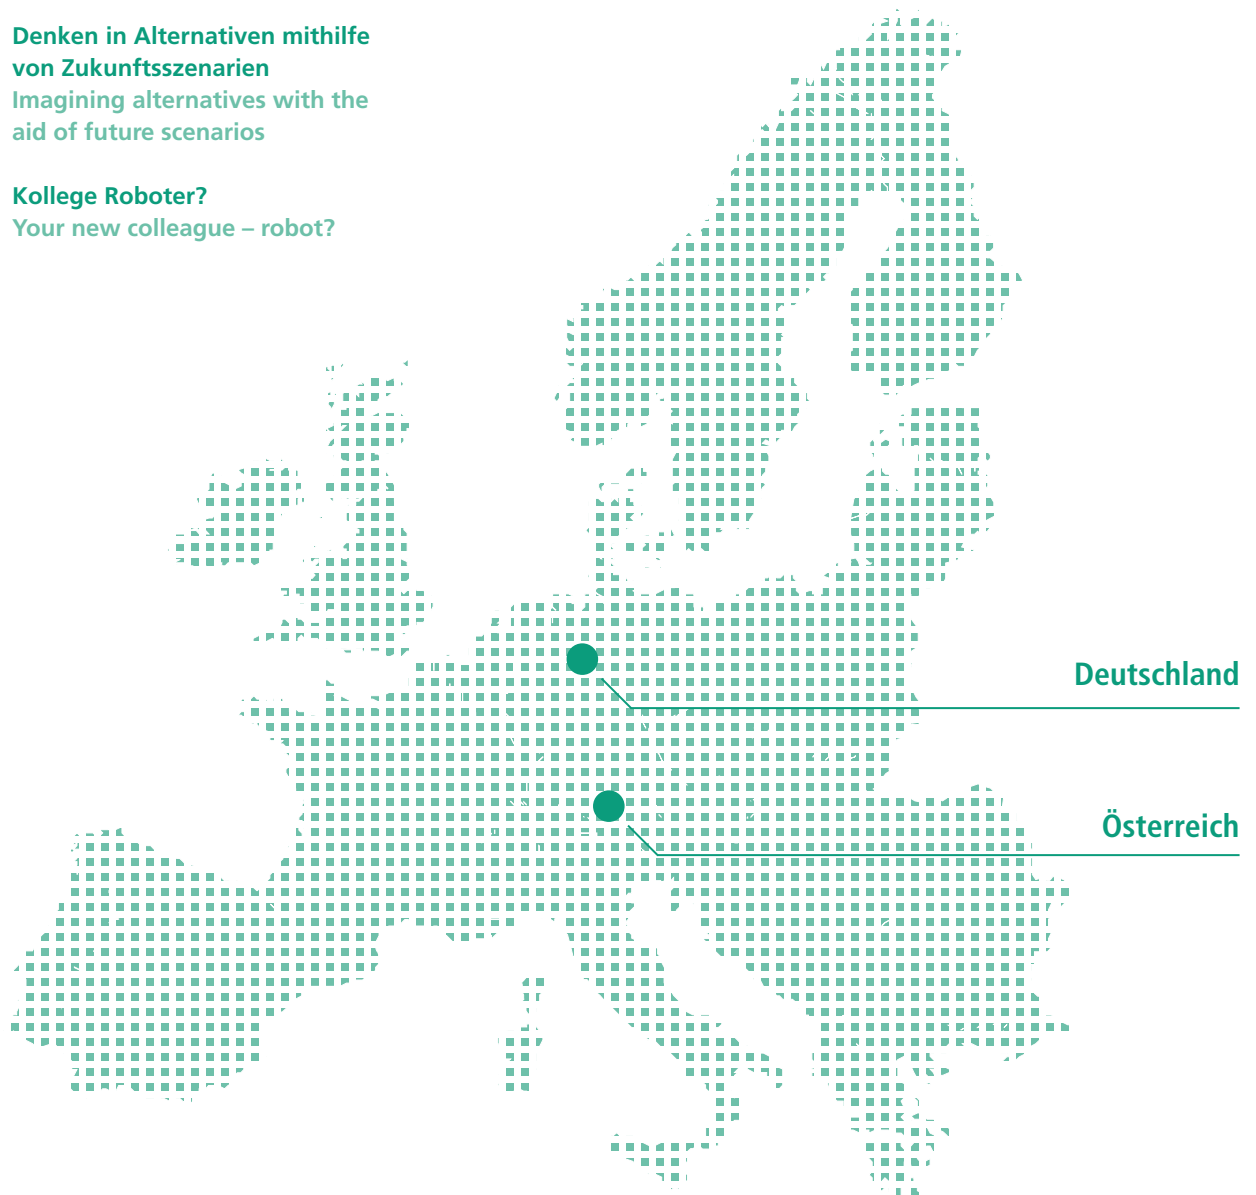 Denken in Alternativen mithilfe
von Zukunftsszenarien
Imagining alternatives with the
aid of future scenarios
Kollege Roboter?
Your new colleague – robot?
Deutschland
Österreich